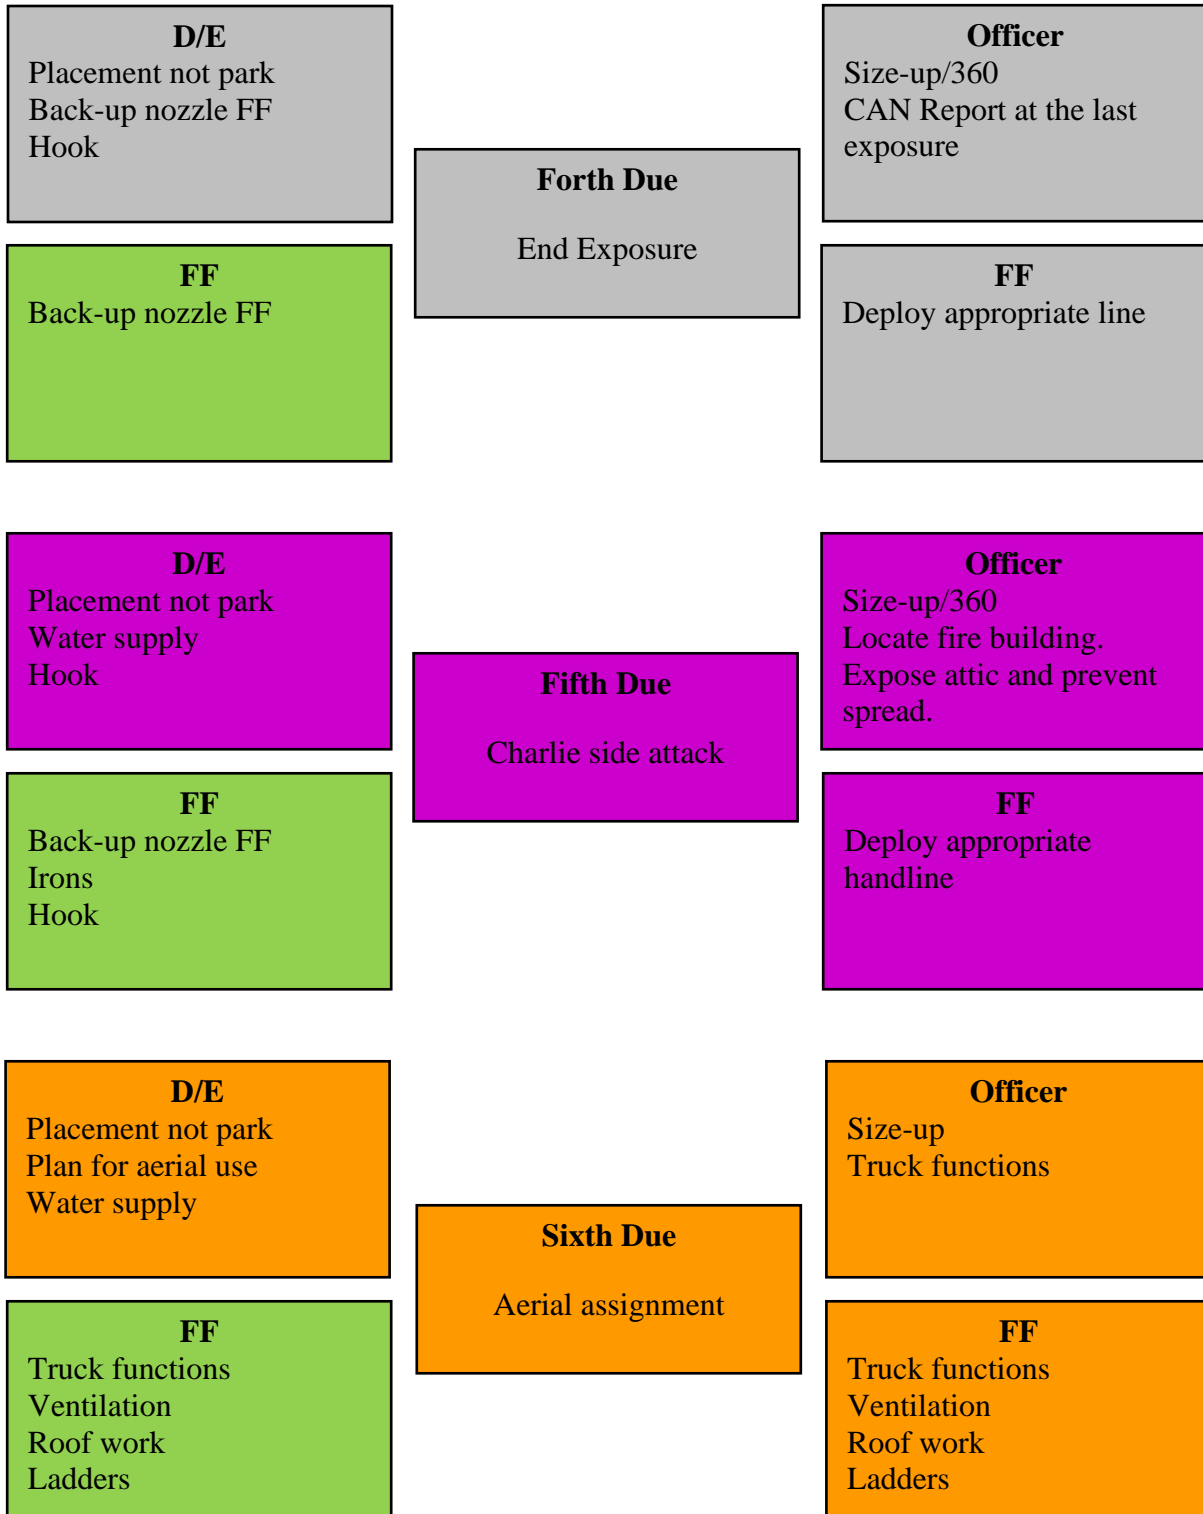 D/E
Placement not park
Back-up nozzle FF
Hook
Officer
Size-up/360
CAN Report at the last
exposure
Forth Due
End Exposure
FF
Back-up nozzle FF
FF
Deploy appropriate line
D/E
Placement not park
Water supply
Hook
Officer
Size-up/360
Locate fire building.
Expose attic and prevent
spread.
Fifth Due
Charlie side attack
FF
Back-up nozzle FF
Irons
Hook
FF
Deploy appropriate
handline
D/E
Placement not park
Plan for aerial use
Water supply
Officer
Size-up
Truck functions
Sixth Due
Aerial assignment
FF
Truck functions
Ventilation
Roof work
Ladders
FF
Truck functions
Ventilation
Roof work
Ladders